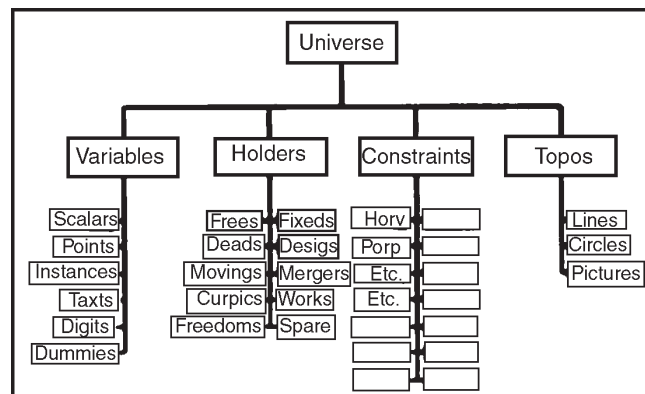 Universe
Variables Holders Constraints Topos
Scalars Frees Fixeds Horv Lines
Points Deads Desigs Porp Circles
Instances Movings Mergers Etc. Pictures
Taxts Curpics Works Etc.
Digits Freedoms Spare
Dummies